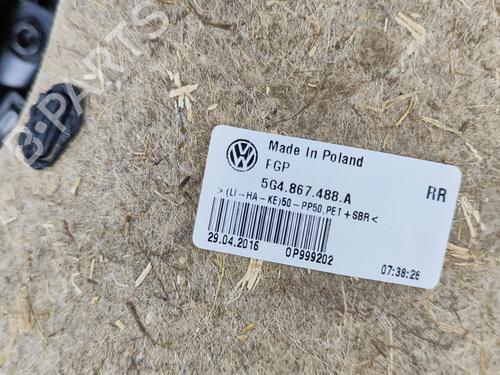 B-PARTS
Made In Poland
FGP
5G4.867.488.A
RR
>(LI-HA-KE)50-PP50,PET+SBR<
29.04.2016
OP999202
07:38:26